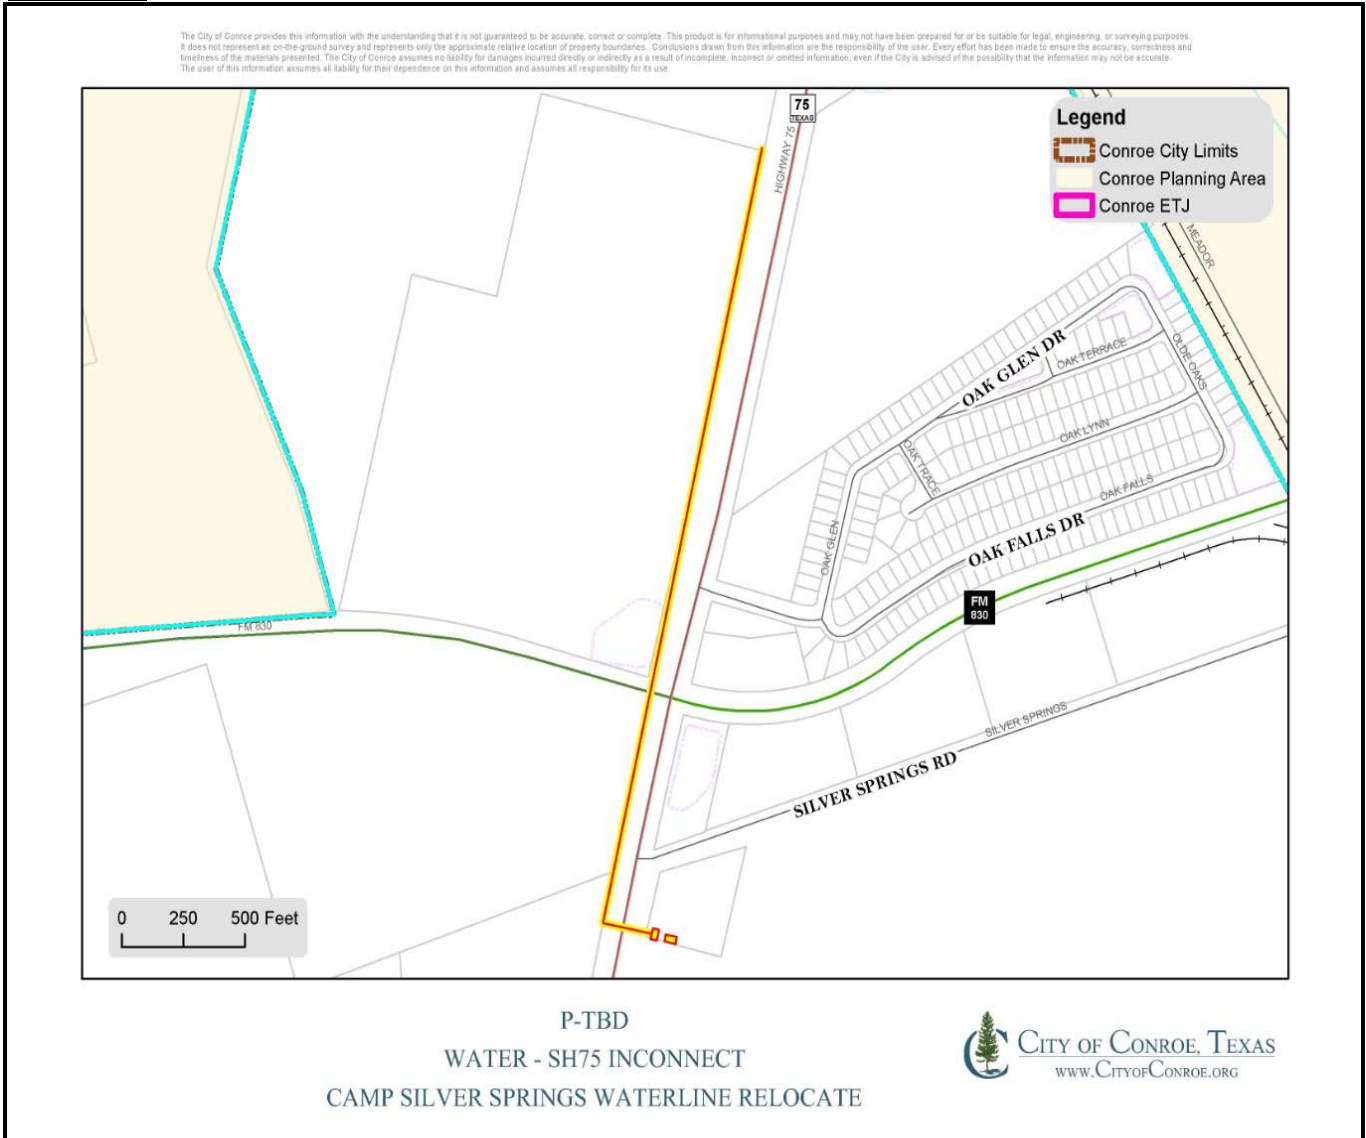 The City of Conroe provides this information with the understanding that it is not guaranteed to be accurate, correct or complete. This product is for informational purposes and may not have been prepared for or be suitable for legal, engineering, or surveying purposes.
It does not represent an on-the-ground survey and represents only the approximate relative location of property boundaries. Conclusions drawn from this information are the responsibility of the user. Every effort has been made to ensure the accuracy, correctness and
timeliness of the materials presented. The City of Conroe assumes no liability for damages incurred directly or indirectly as a result of incomplete, incorrect or omitted information, even if the City is advised of the possibility that the information may not be accurate.
The user of this information assumes all liability for their dependence on this information and assumes all responsibility for its use.
75
TEXAS
HIGHWAY 75
Legend
Conroe City Limits
Conroe Planning Area
Conroe ETJ
MEADOR
OAK GLEN DR
OAK TERRACE
OLDE OAKS
OAK LYNN
OAK TRACE
OAK FALLS
OAK GLEN
OAK FALLS DR
FM
830
FM 830
SILVER SPRINGS
SILVER SPRINGS RD
0 250 500 Feet
P-TBD
WATER - SH75 INCONNECT
CAMP SILVER SPRINGS WATERLINE RELOCATE
CITY OF CONROE, TEXAS
WWW.CITYOFCONROE.ORG